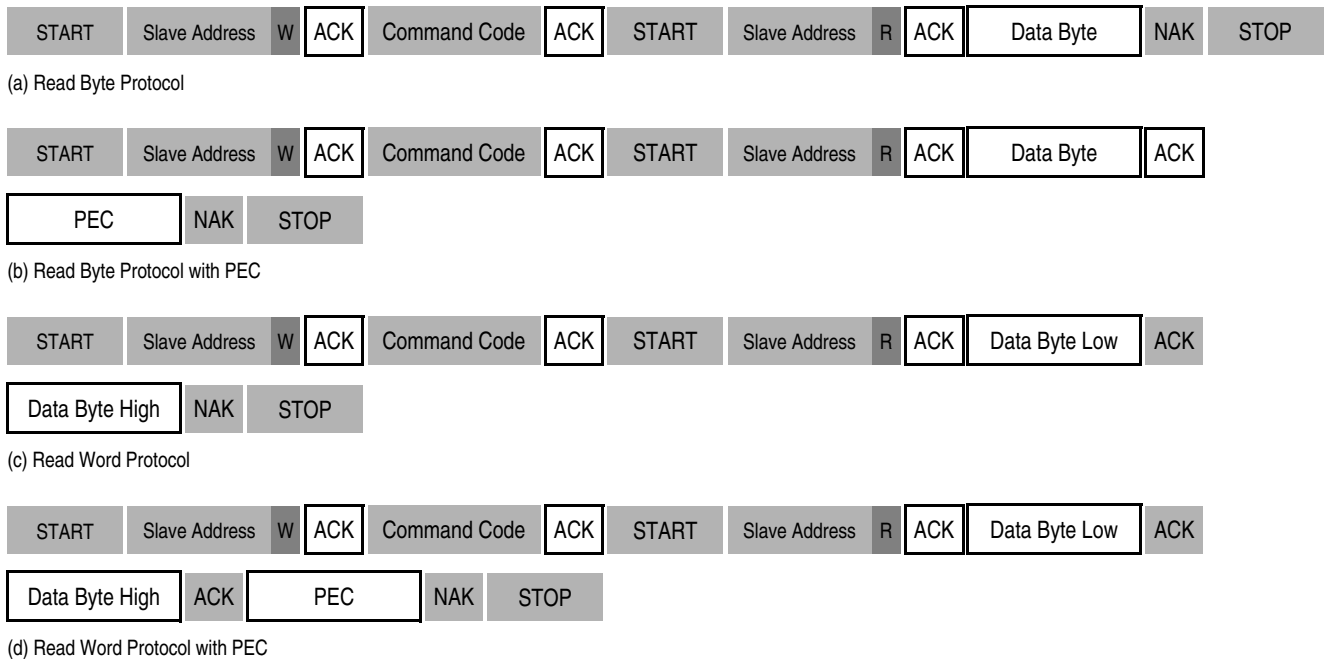 START Slave Address W ACK Command Code ACK START Slave Address R ACK Data Byte NAK STOP
(a) Read Byte Protocol
START Slave Address W ACK Command Code ACK START Slave Address R ACK Data Byte ACK
PEC NAK STOP
(b) Read Byte Protocol with PEC
START Slave Address W ACK Command Code ACK START Slave Address R ACK Data Byte Low ACK
Data Byte High NAK STOP
(c) Read Word Protocol
START Slave Address W ACK Command Code ACK START Slave Address R ACK Data Byte Low ACK
Data Byte High ACK PEC NAK STOP
(d) Read Word Protocol with PEC